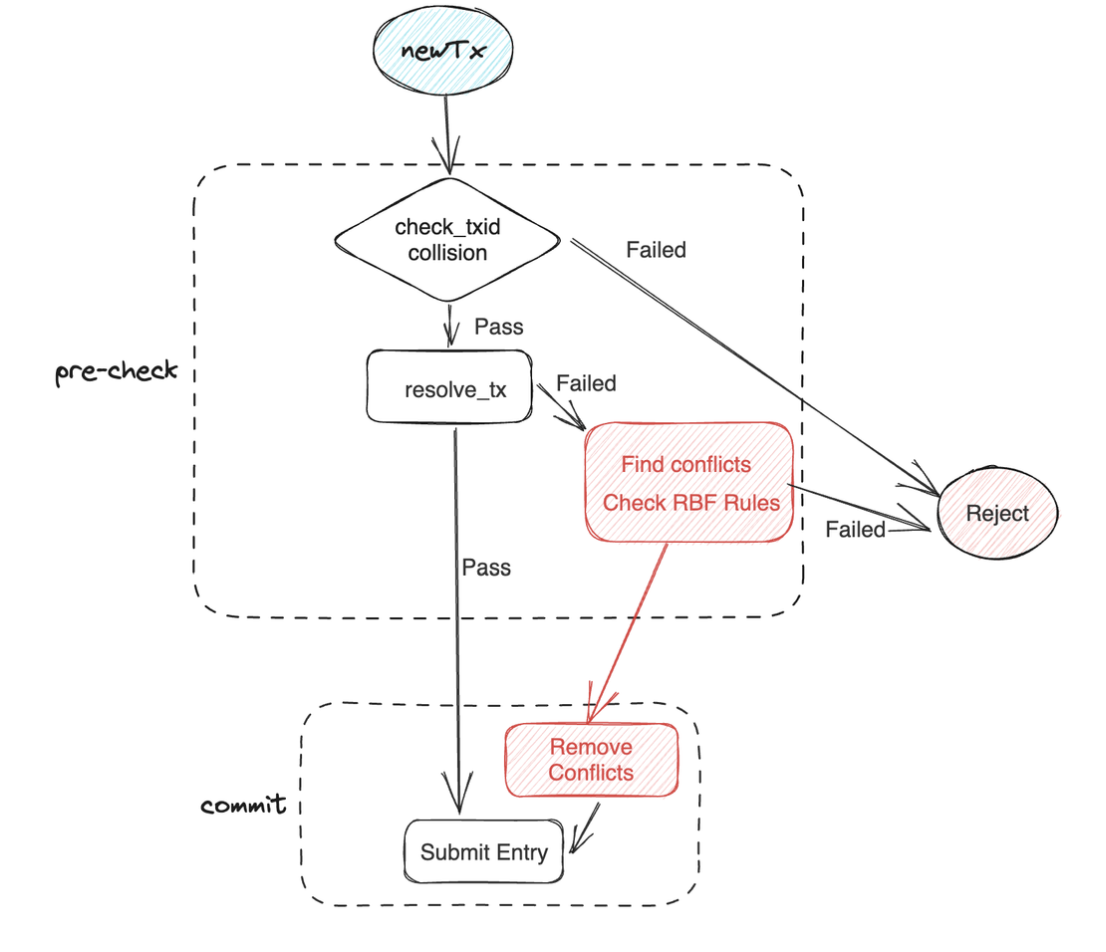 newTx
check_txid
collision
Failed
Pass
pre-check
resolve_tx
Failed
Find conflicts
Check RBF Rules
Reject
Failed
Pass
Remove
Conflicts
commit
Submit Entry